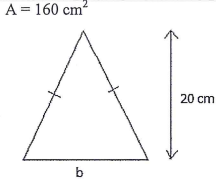 A = 160 cm²
20 cm
b